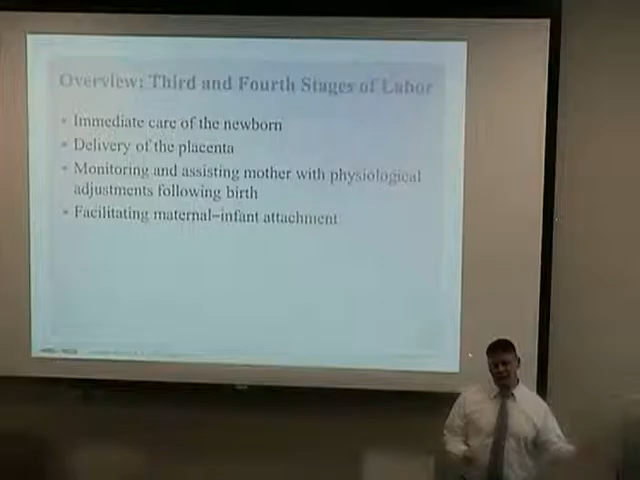 Overview: Third and Fourth Stages of Labor
Immediate care of the newborn
Delivery of the placenta
Monitoring and assisting mother with physiological
adjustments following birth
Facilitating maternal–infant attachment